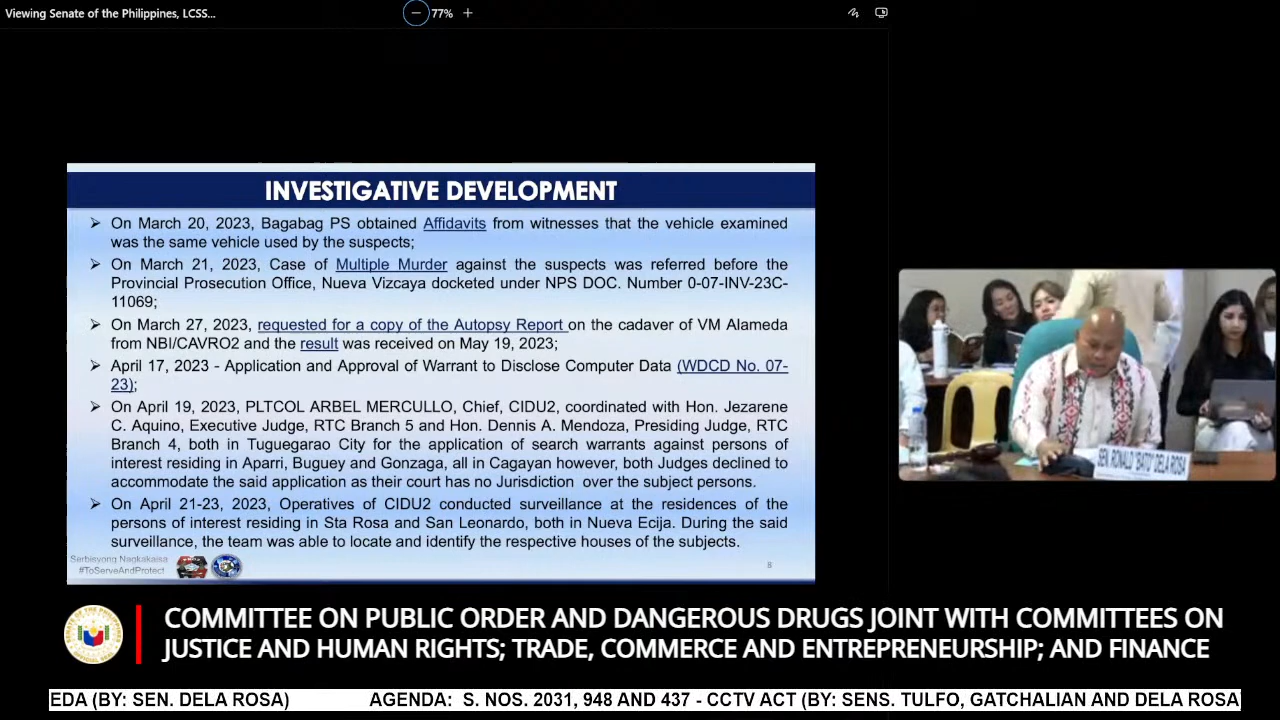 Viewing Senate of the Philippines, LCSS...
77%
INVESTIGATIVE DEVELOPMENT
➢ On March 20, 2023, Bagabag PS obtained Affidavits from witnesses that the vehicle examined
was the same vehicle used by the suspects;
➢ On March 21, 2023, Case of Multiple Murder against the suspects was referred before the
Provincial Prosecution Office, Nueva Vizcaya docketed under NPS DOC. Number 0-07-INV-23C-
11069;
➢ On March 27, 2023, requested for a copy of the Autopsy Report on the cadaver of VM Alameda
from NBI/CAVRO2 and the result was received on May 19, 2023;
➢ April 17, 2023 - Application and Approval of Warrant to Disclose Computer Data (WDCD No. 07-
23);
➢ On April 19, 2023, PLTCOL ARBEL MERCULLO, Chief, CIDU2, coordinated with Hon. Jezarene
C. Aquino, Executive Judge, RTC Branch 5 and Hon. Dennis A. Mendoza, Presiding Judge, RTC
Branch 4, both in Tuguegarao City for the application of search warrants against persons of
interest residing in Aparri, Buguey and Gonzaga, all in Cagayan however, both Judges declined to
accommodate the said application as their court has no Jurisdiction over the subject persons.
➢ On April 21-23, 2023, Operatives of CIDU2 conducted surveillance at the residences of the
persons of interest residing in Sta Rosa and San Leonardo, both in Nueva Ecija. During the said
surveillance, the team was able to locate and identify the respective houses of the subjects.
Serbisyong Nagkakaisa
#ToServeAndProtect
8
SEN. RONALD "BATO" DELA ROSA
COMMITTEE ON PUBLIC ORDER AND DANGEROUS DRUGS JOINT WITH COMMITTEES ON
JUSTICE AND HUMAN RIGHTS; TRADE, COMMERCE AND ENTREPRENEURSHIP; AND FINANCE
EDA (BY: SEN. DELA ROSA) AGENDA: S. NOS. 2031, 948 AND 437 - CCTV ACT (BY: SENS. TULFO, GATCHALIAN AND DELA ROSA